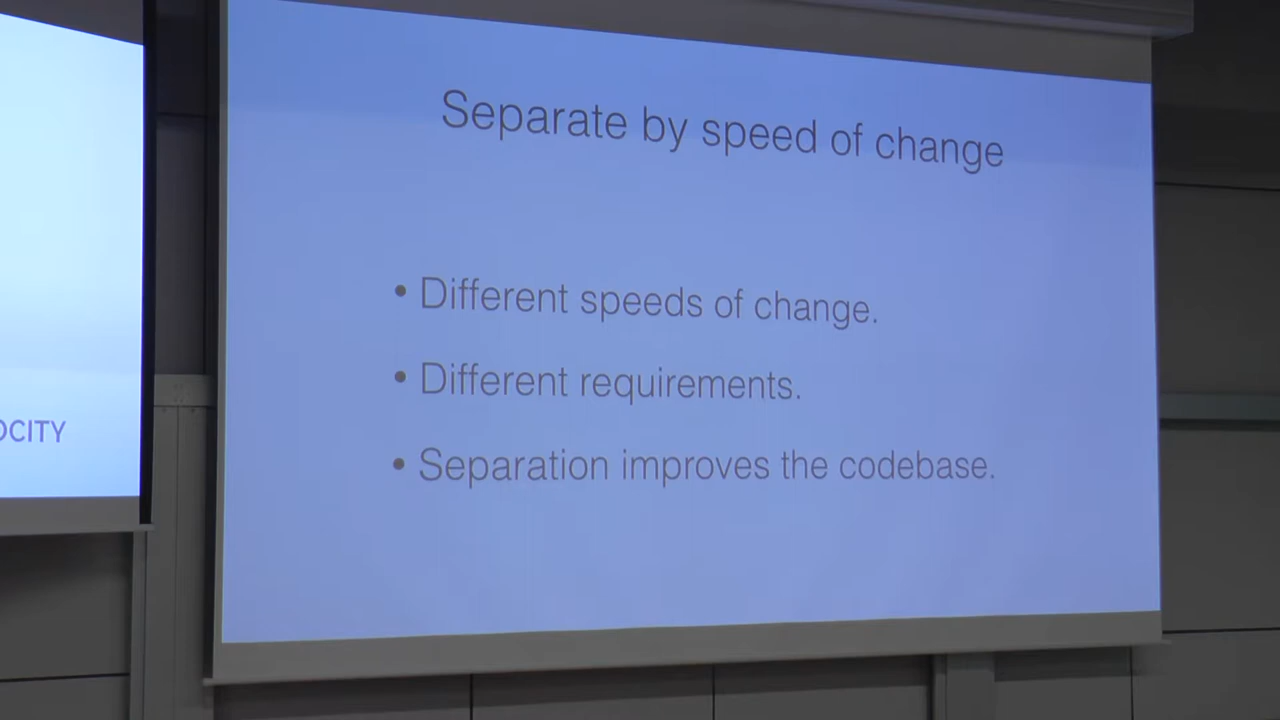 Separate by speed of change
• Different speeds of change.
• Different requirements.
• Separation improves the codebase.
OCITY